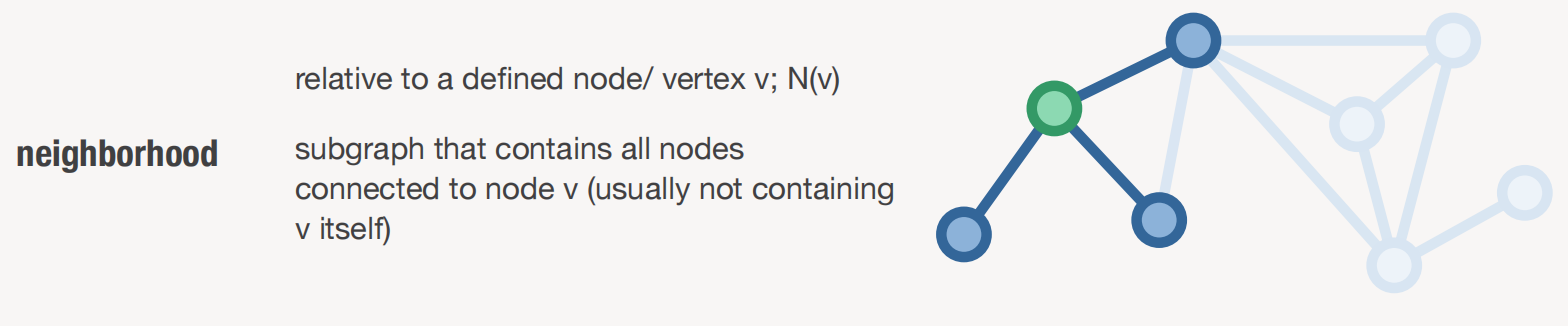 neighborhood
relative to a defined node/ vertex v; N(v)
subgraph that contains all nodes
connected to node v (usually not containing
v itself)